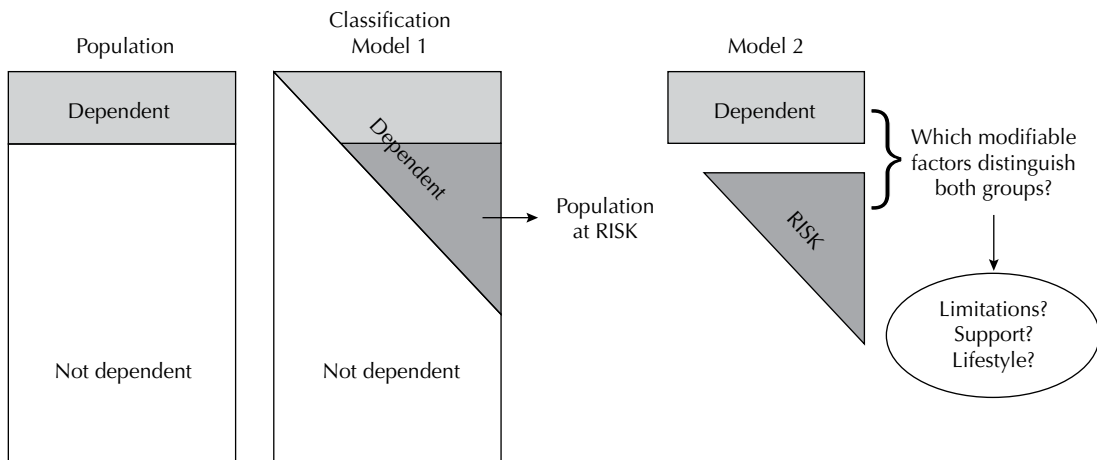 Population
Dependent
Not dependent
Classification
Model 1
Dependent
Not dependent
Population
at RISK
Model 2
Dependent
RISK
Which modifiable
factors distinguish
both groups?
Limitations?
Support?
Lifestyle?